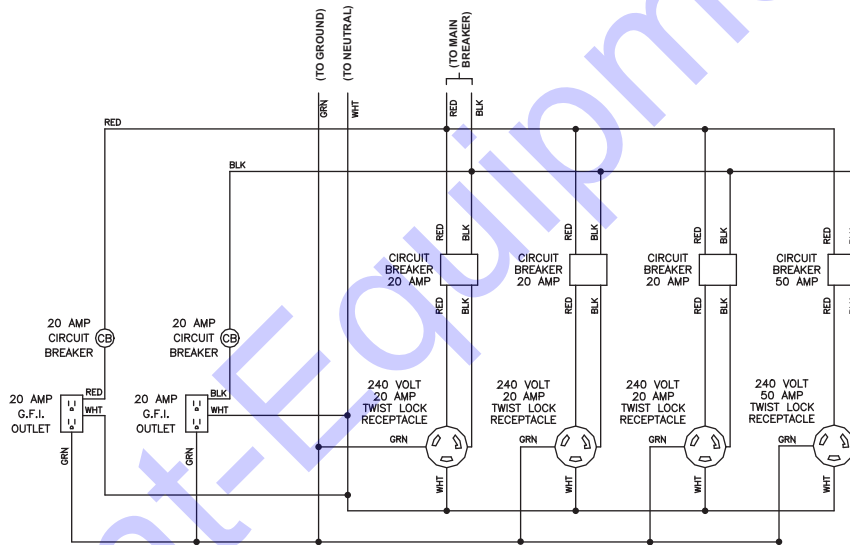 (TO GROUND)
(TO NEUTRAL)
(TO MAIN
BREAKER)
GRN
WHT
RED
BLK
RED
BLK
RED
BLK
RED
BLK
RED
BLK
RED
CIRCUIT
BREAKER
20 AMP
CIRCUIT
BREAKER
20 AMP
CIRCUIT
BREAKER
20 AMP
CIRCUIT
BREAKER
50 AMP
RED
BLK
RED
BLK
RED
BLK
RED
BLK
20 AMP
CIRCUIT
BREAKER
CB
20 AMP
CIRCUIT
BREAKER
CB
20 AMP
G.F.I.
OUTLET
RED
WHT
GRN
20 AMP
G.F.I.
OUTLET
BLK
WHT
GRN
240 VOLT
20 AMP
TWIST LOCK
RECEPTACLE
GRN
WHT
240 VOLT
20 AMP
TWIST LOCK
RECEPTACLE
GRN
WHT
240 VOLT
20 AMP
TWIST LOCK
RECEPTACLE
GRN
WHT
240 VOLT
50 AMP
TWIST LOCK
RECEPTACLE
GRN
WHT
nt-Equipme